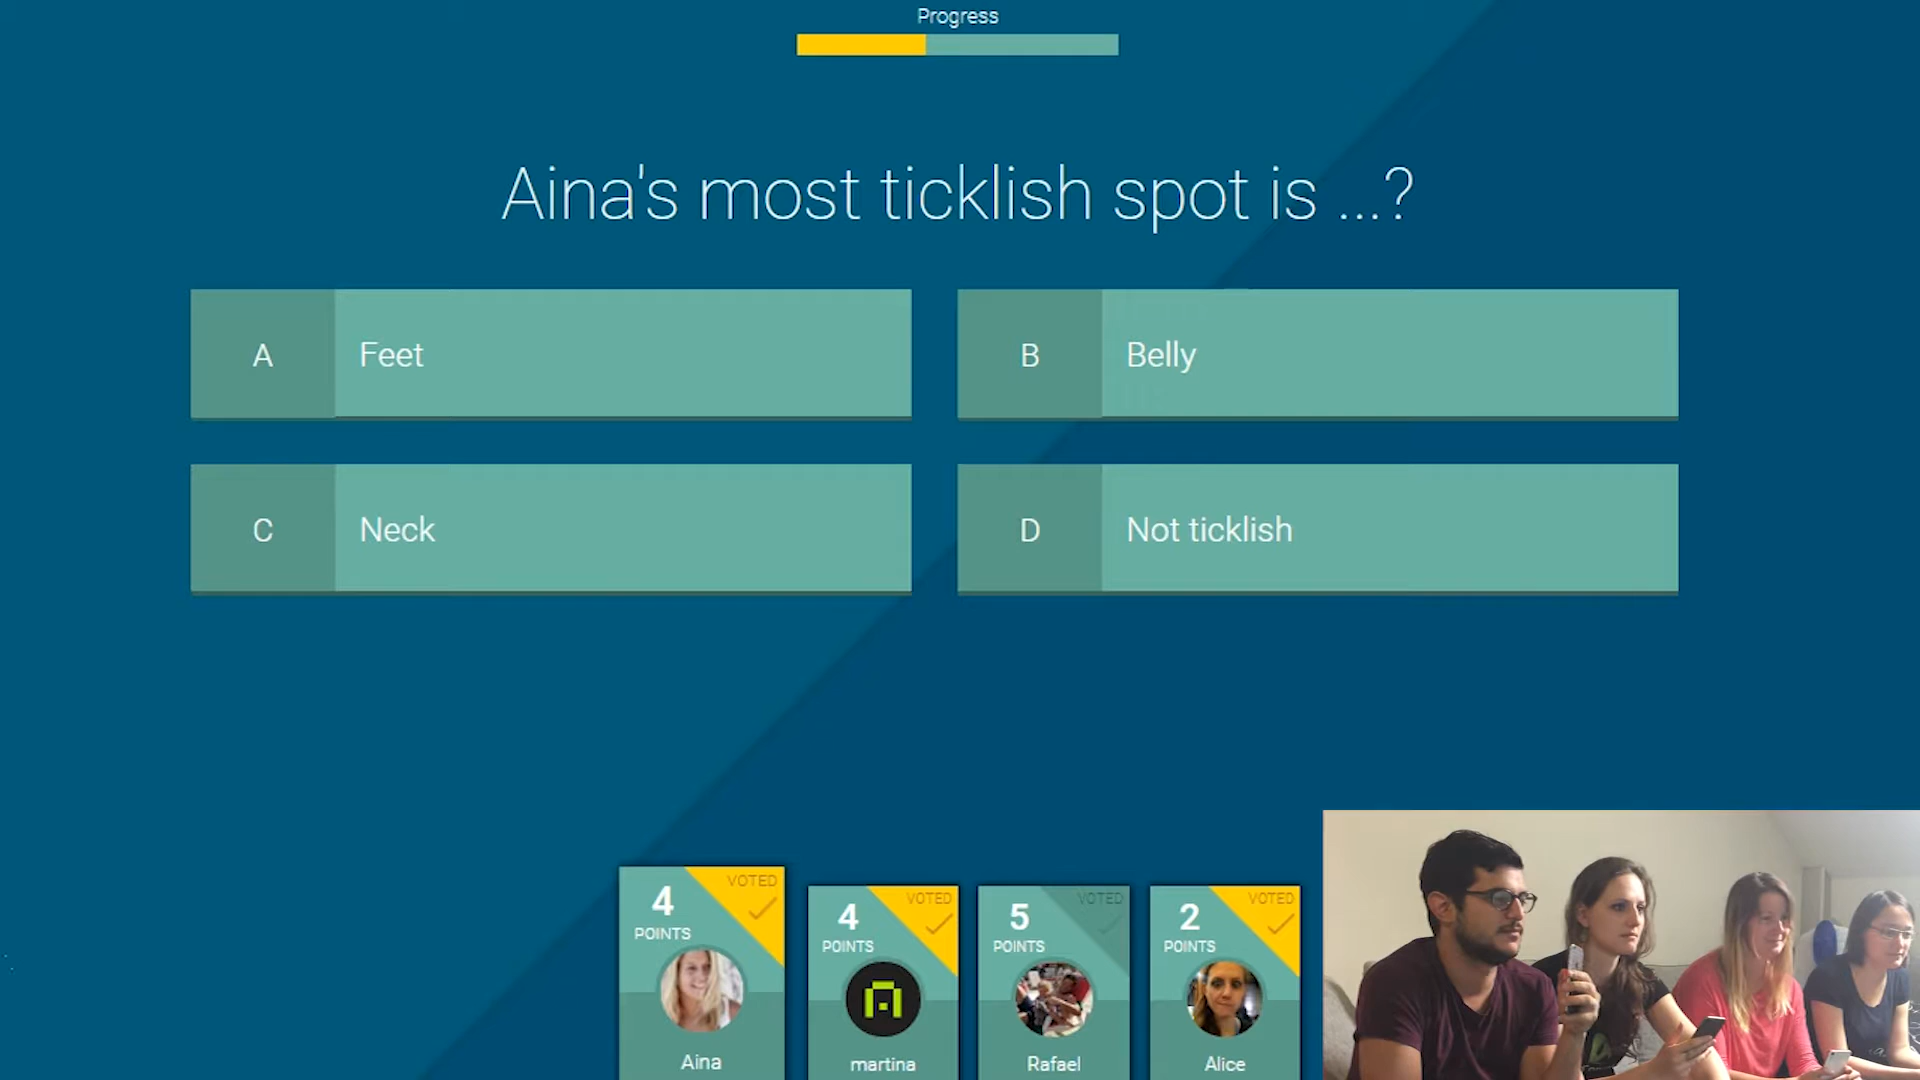 Progress
Aina's most ticklish spot is ...?
A Feet
B Belly
C Neck
D Not ticklish
4 POINTS VOTED
Aina
4 POINTS VOTED
martina
5 POINTS VOTED
Rafael
2 POINTS VOTED
Alice